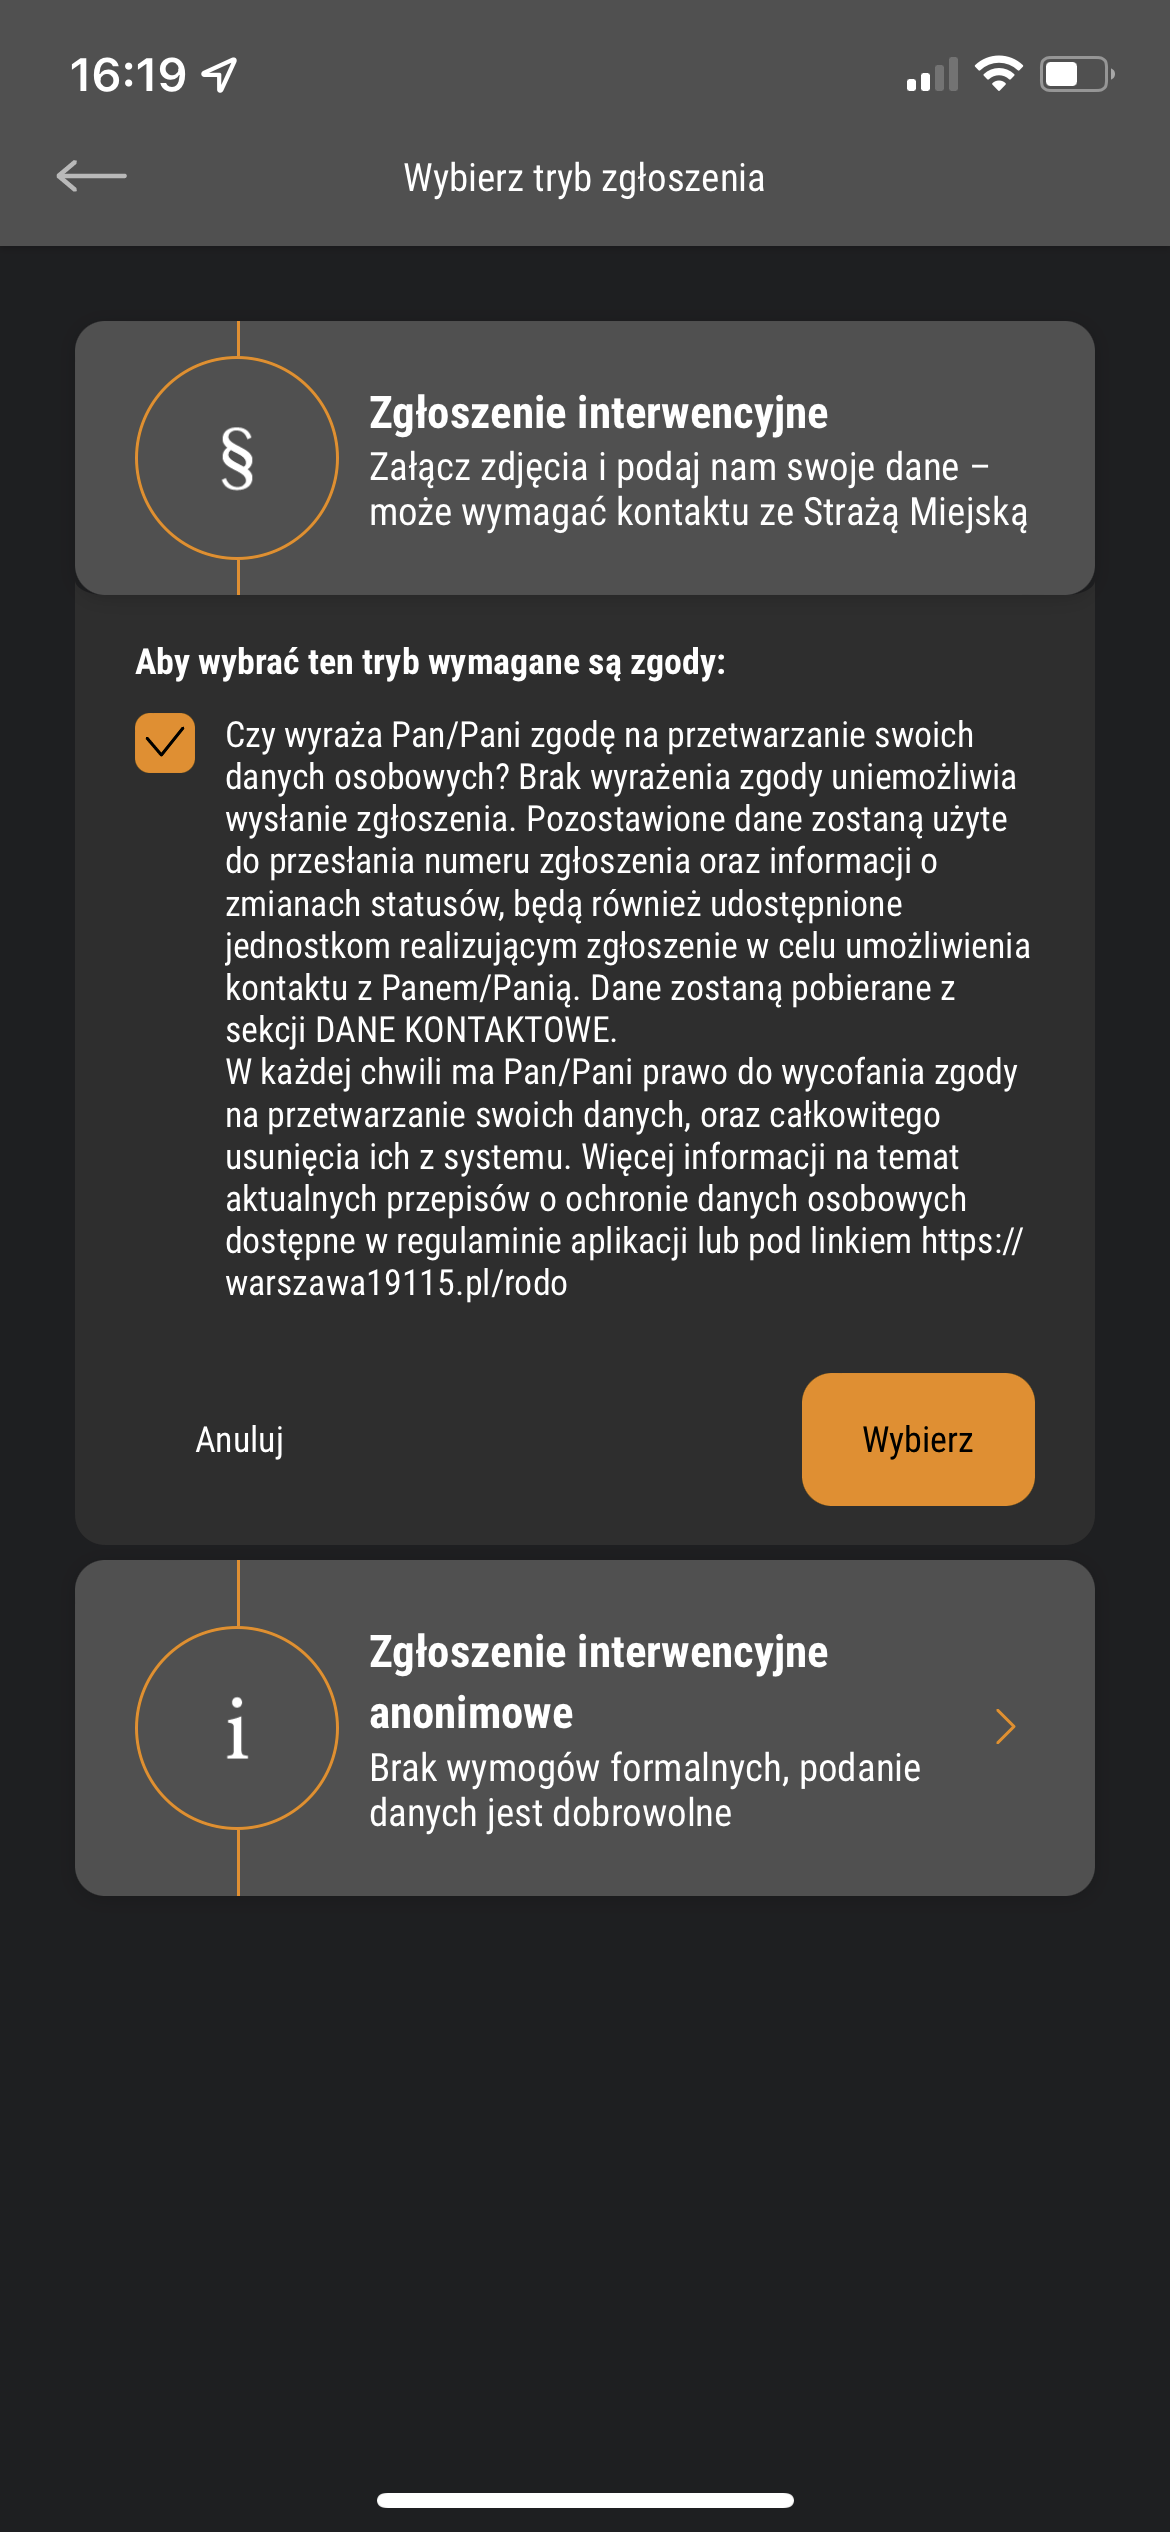 16:19
Wybierz tryb zgłoszenia
§
Zgłoszenie interwencyjne
Załącz zdjęcia i podaj nam swoje dane –
może wymagać kontaktu ze Strażą Miejską
Aby wybrać ten tryb wymagane są zgody:
Czy wyraża Pan/Pani zgodę na przetwarzanie swoich
danych osobowych? Brak wyrażenia zgody uniemożliwia
wysłanie zgłoszenia. Pozostawione dane zostaną użyte
do przesłania numeru zgłoszenia oraz informacji o
zmianach statusów, będą również udostępnione
jednostkom realizującym zgłoszenie w celu umożliwienia
kontaktu z Panem/Panią. Dane zostaną pobierane z
sekcji DANE KONTAKTOWE.
W każdej chwili ma Pan/Pani prawo do wycofania zgody
na przetwarzanie swoich danych, oraz całkowitego
usunięcia ich z systemu. Więcej informacji na temat
aktualnych przepisów o ochronie danych osobowych
dostępne w regulaminie aplikacji lub pod linkiem https://
warszawa19115.pl/rodo
Anuluj
Wybierz
i
Zgłoszenie interwencyjne
anonimowe
Brak wymogów formalnych, podanie
danych jest dobrowolne